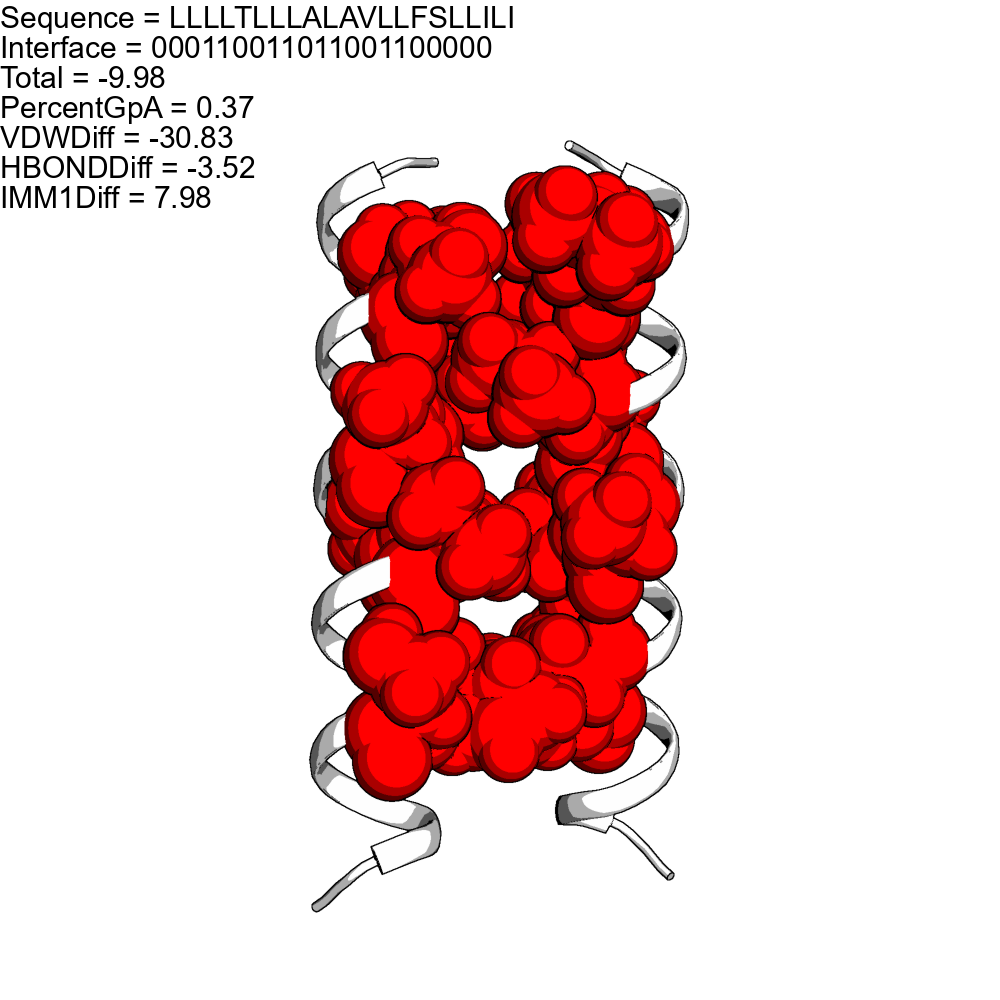 Sequence = LLLLTLLLALAVLLFSLLILI
Interface = 000110011011001100000
Total = -9.98
PercentGpA = 0.37
VDWDiff = -30.83
HBONDDiff = -3.52
IMM1Diff = 7.98